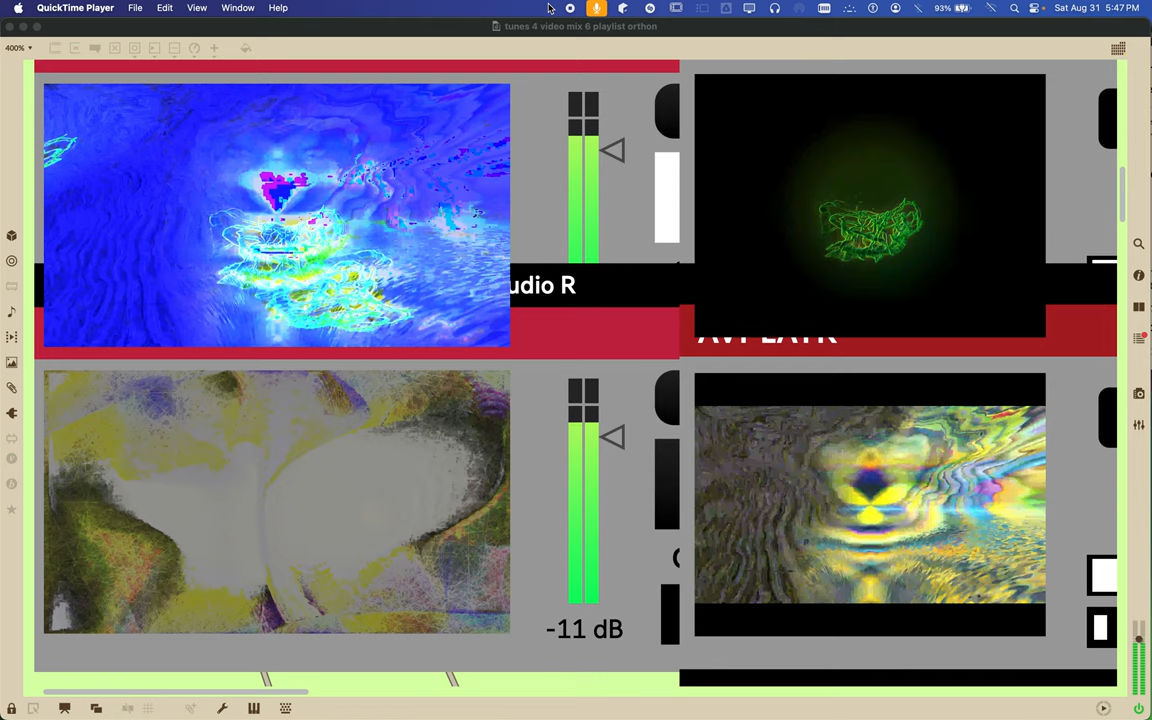 QuickTime Player File Edit View Window Help 93% Sat Aug 31 5:47 PM
tunes 4 video mix 6 playlist orthon
400%
udio R
-11 dB